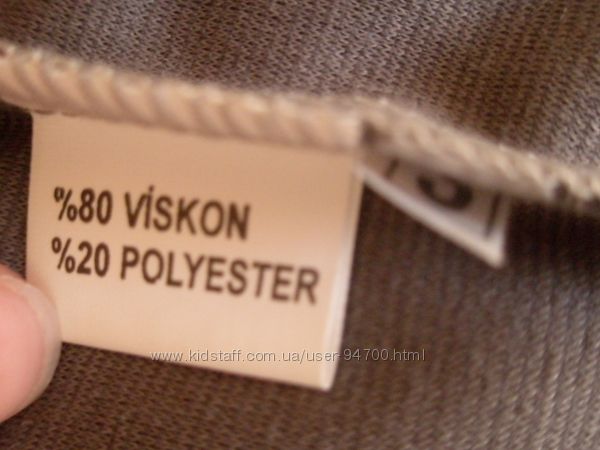 %80 VİSKON
%20 POLYESTER
www.kidstaff.com.ua/user-94700.html